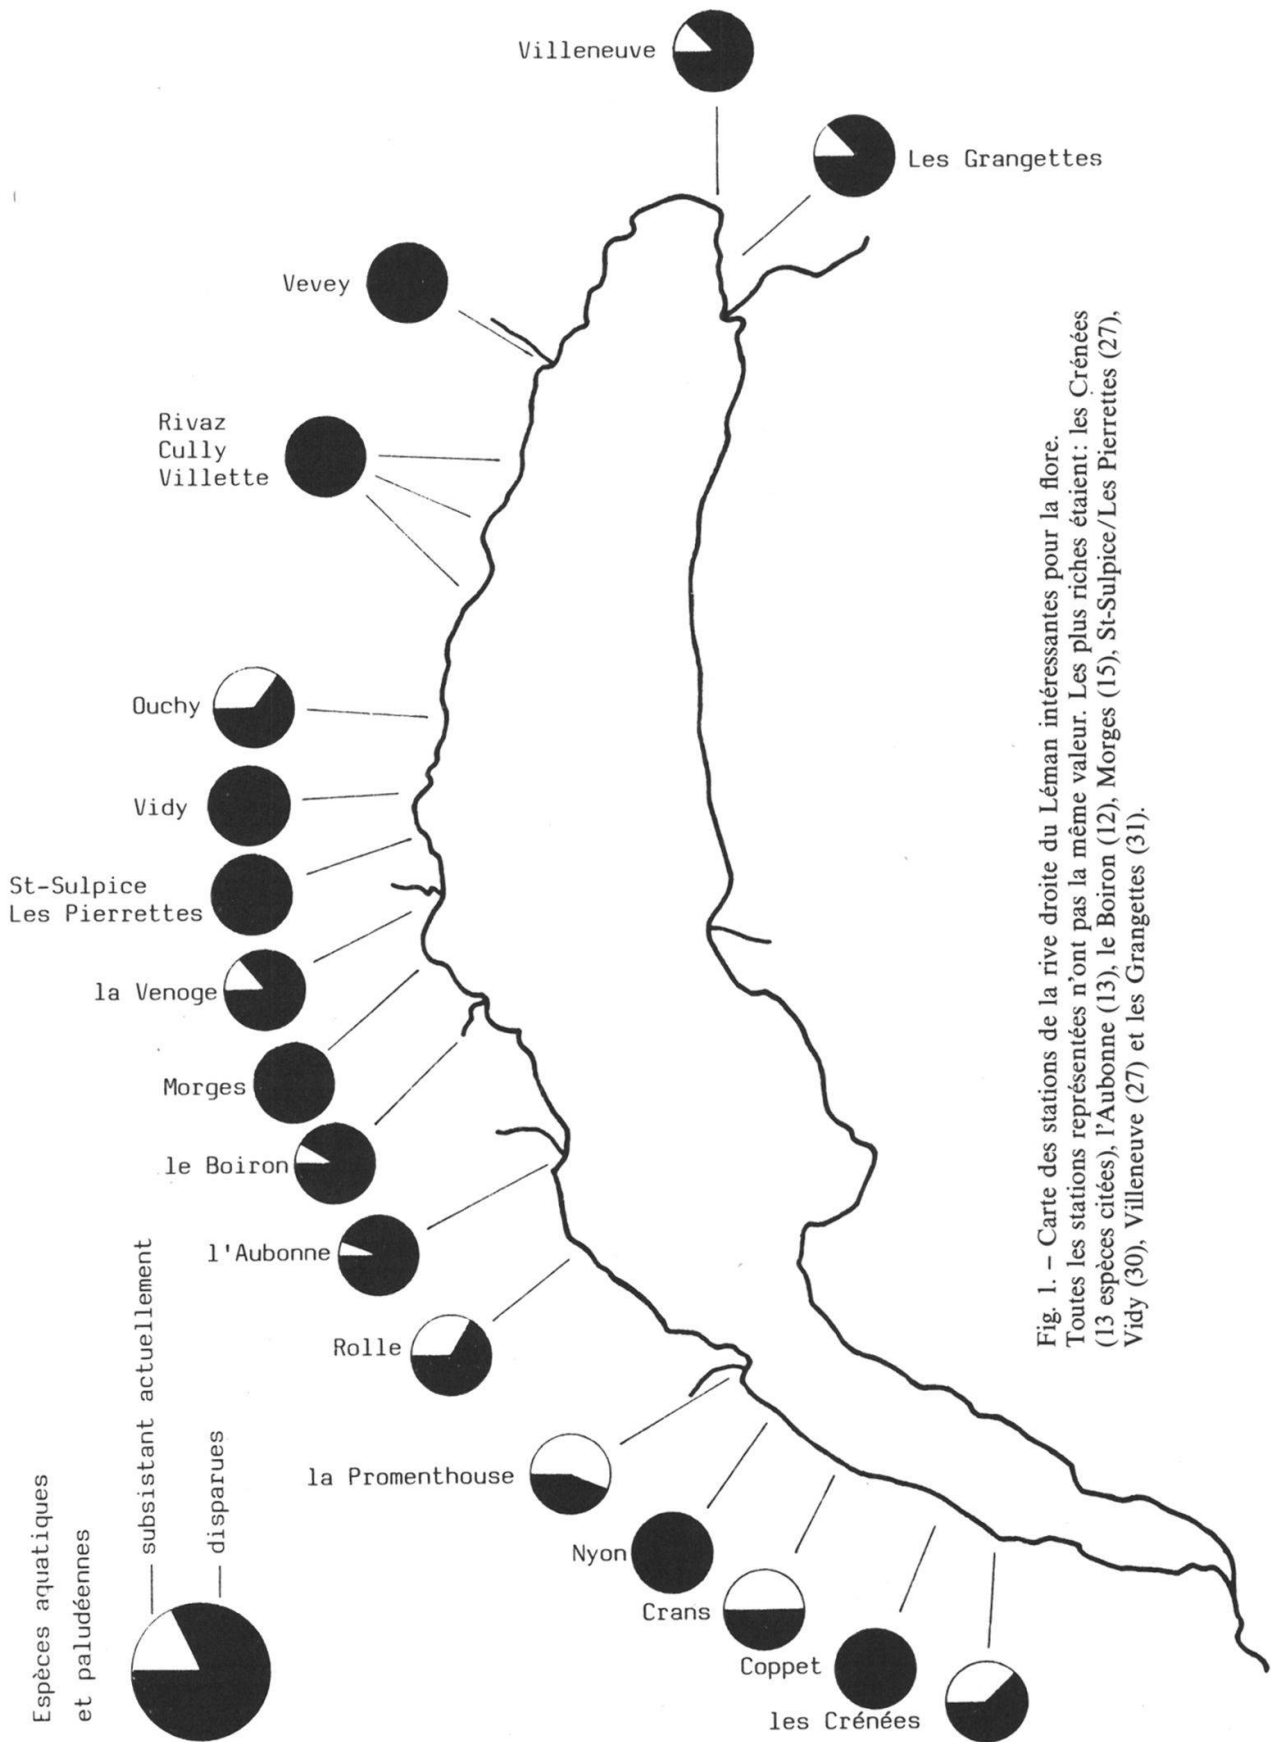 Villeneuve
Les Grangettes
Vevey
Rivaz
Cully
Villette
Ouchy
Vidy
St-Sulpice
Les Pierrettes
la Venoge
Morges
le Boiron
l'Aubonne
Rolle
la Promenthouse
Nyon
Crans
Coppet
les Crénées
Espèces aquatiques
et paludéennes
subsistant actuellement
disparues
Fig. 1. – Carte des stations de la rive droite du Léman intéressantes pour la flore.
Toutes les stations représentées n'ont pas la même valeur. Les plus riches étaient: les Crénées
(13 espèces citées), l'Aubonne (13), le Boiron (12), Morges (15), St-Sulpice/Les Pierrettes (27),
Vidy (30), Villeneuve (27) et les Grangettes (31).